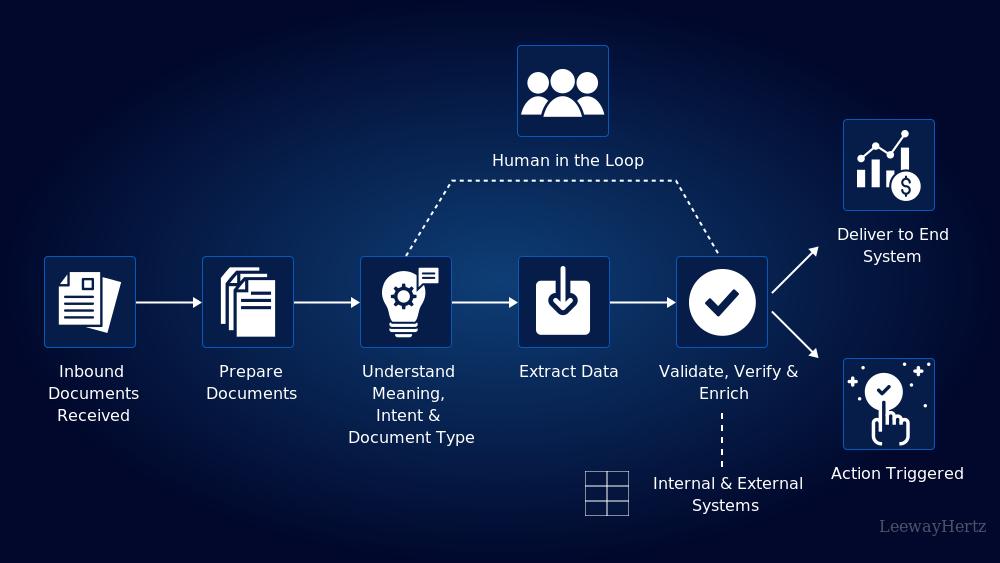 Human in the Loop
Deliver to End
System
Inbound
Documents
Received
Prepare
Documents
Understand
Meaning,
Intent &
Document Type
Extract Data
Validate, Verify &
Enrich
Internal & External
Systems
Action Triggered
LeewayHertz
$